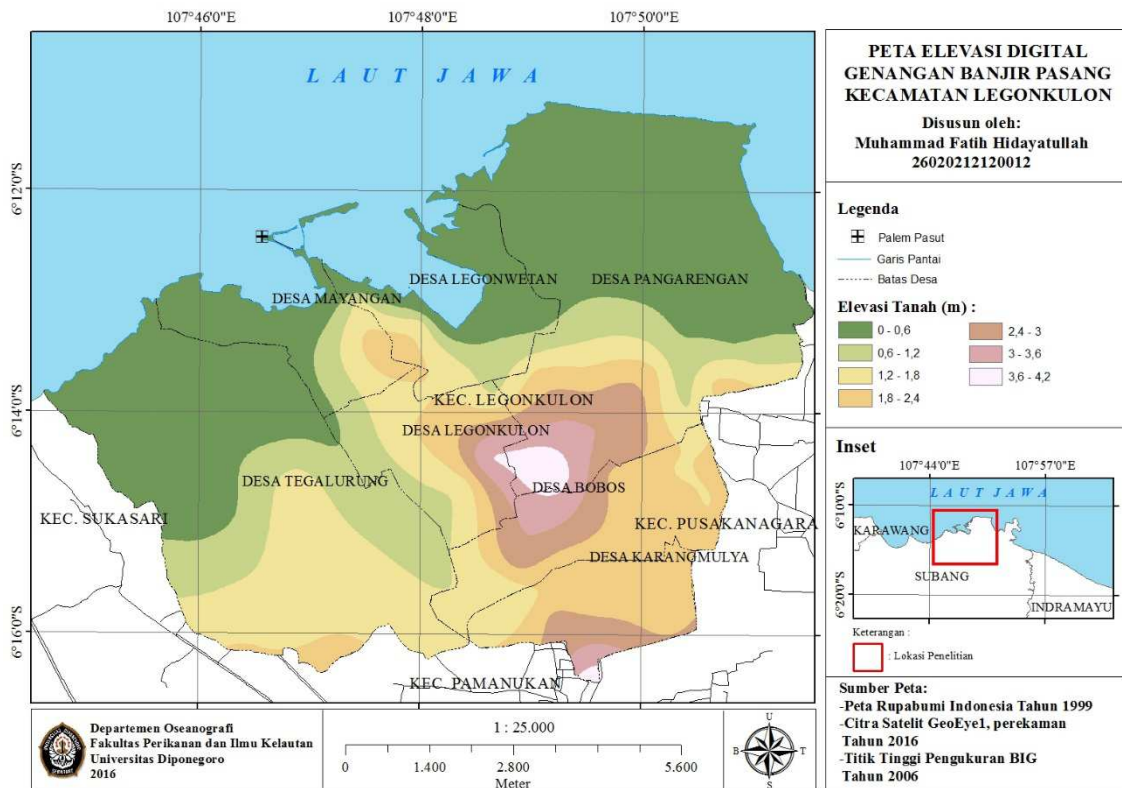 107°46'0"E
107°48'0"E
107°50'0"E
6°12'0"S
6°14'0"S
6°16'0"S
LAUT JAWA
DESA LEGONWETAN
DESA PANGARENGAN
DESA MAYANGAN
KEC. LEGONKULON
DESA LEGONKULON
DESA TEGALURUNG
DESA BOBOS
KEC. SUKASARI
KEC. PUSAKANAGARA
DESA KARANGMULYA
KEC. PAMANUKAN
PETA ELEVASI DIGITAL
GENANGAN BANJIR PASANG
KECAMATAN LEGONKULON
Disusun oleh:
Muhammad Fatih Hidayatullah
26020212120012
Legenda
Palem Pasut
Garis Pantai
Batas Desa
Elevasi Tanah (m) :
0 - 0,6
0,6 - 1,2
1,2 - 1,8
1,8 - 2,4
2,4 - 3
3 - 3,6
3,6 - 4,2
Inset
107°44'0"E
107°57'0"E
6°10'0"S
6°20'0"S
LAUT JAWA
KARAWANG
SUBANG
INDRAMAYU
Keterangan :
: Lokasi Penelitian
Sumber Peta:
-Peta Rupabumi Indonesia Tahun 1999
-Citra Satelit GeoEye1, perekaman
Tahun 2016
-Titik Tinggi Pengukuran BIG
Tahun 2006
Departemen Oseanografi
Fakultas Perikanan dan Ilmu Kelautan
Universitas Diponegoro
2016
1 : 25.000
0 1.400 2.800 5.600
Meter
U
B T
S